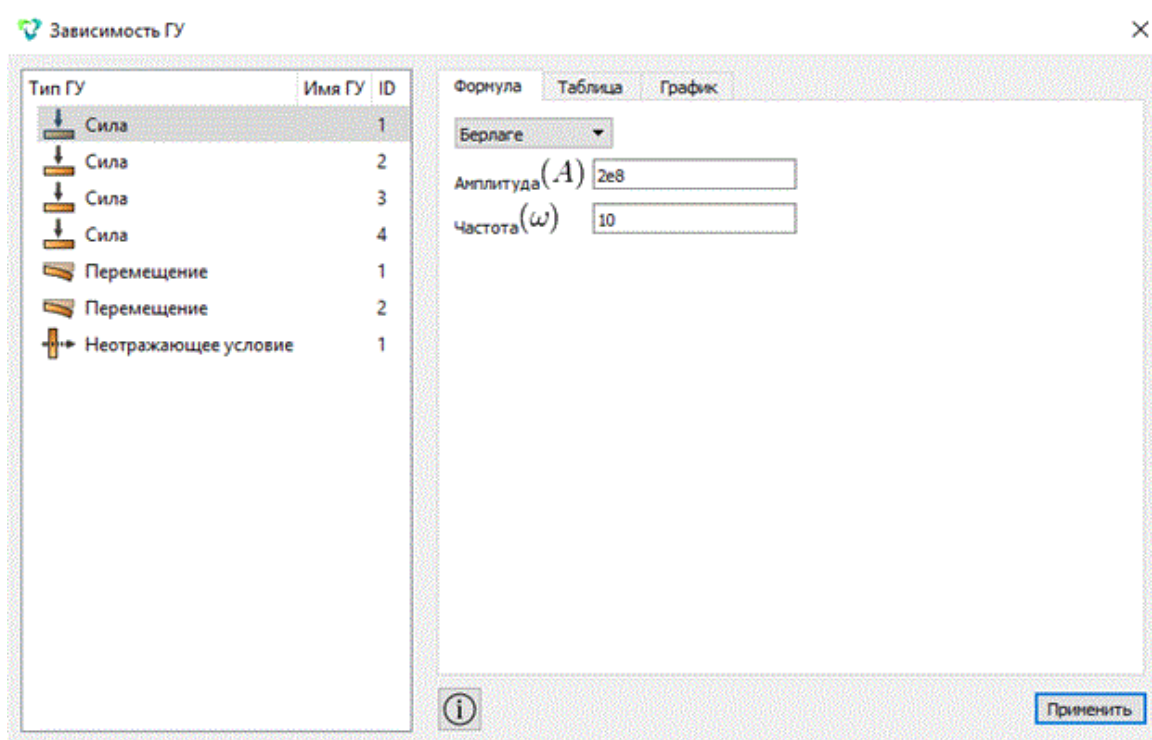 Зависимость ГУ
Тип ГУ Имя ГУ ID
Сила 1
Сила 2
Сила 3
Сила 4
Перемещение 1
Перемещение 2
Неотражающее условие 1
Формула Таблица График
Берлаге
Амплитуда(A) 2e8
Частота(ω) 10
Применить